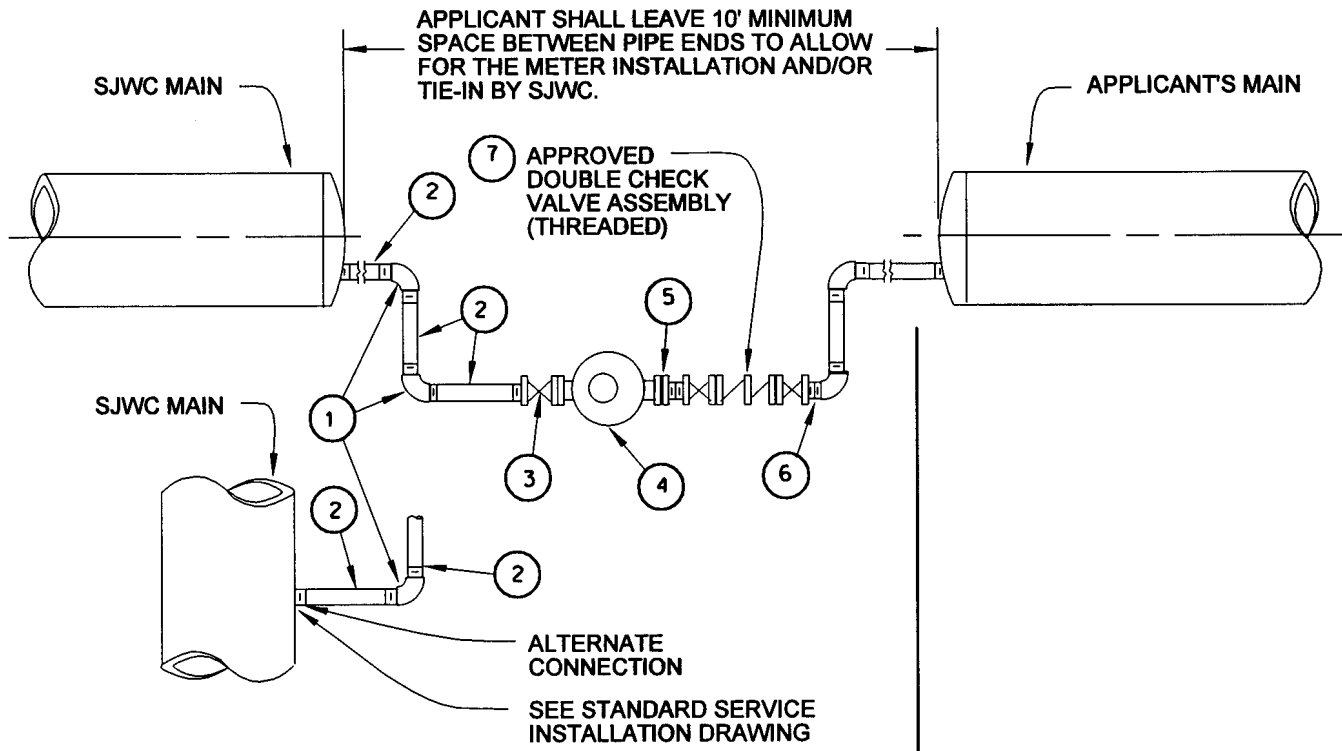 APPLICANT SHALL LEAVE 10' MINIMUM
SPACE BETWEEN PIPE ENDS TO ALLOW
FOR THE METER INSTALLATION AND/OR
TIE-IN BY SJWC.
SJWC MAIN
APPLICANT'S MAIN
7
APPROVED
DOUBLE CHECK
VALVE ASSEMBLY
(THREADED)
2
5
2
SJWC MAIN
1
3
4
6
2
2
ALTERNATE
CONNECTION
SEE STANDARD SERVICE
INSTALLATION DRAWING